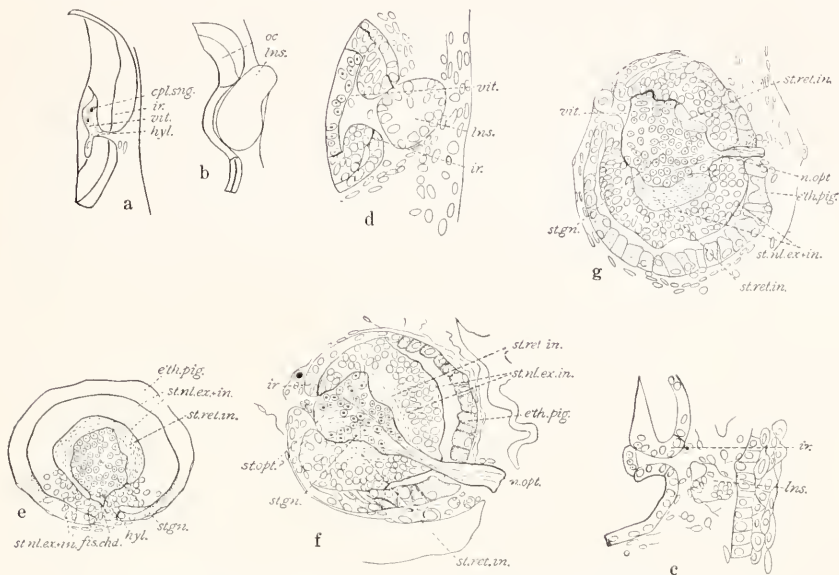 cpl.sng.
ir.
vit.
hyl.
a
oc
lns.
b
d
vit.
lns.
ir.
st.ret.in.
vit.
n.opt
eth.pig.
st.gn.
st.nl.ex+in.
st.ret.in.
g
eth.pig.
st.nl.ex+in.
st.ret.in.
e
st.nl.ex+in.
fis.chd.
hyl.
st.gn.
st.ret in.
st.nl.ex.in.
eth.pig.
ir
st.opt.?
st.gn.
n.opt.
f
st.ret.in.
ir.
lns.
c